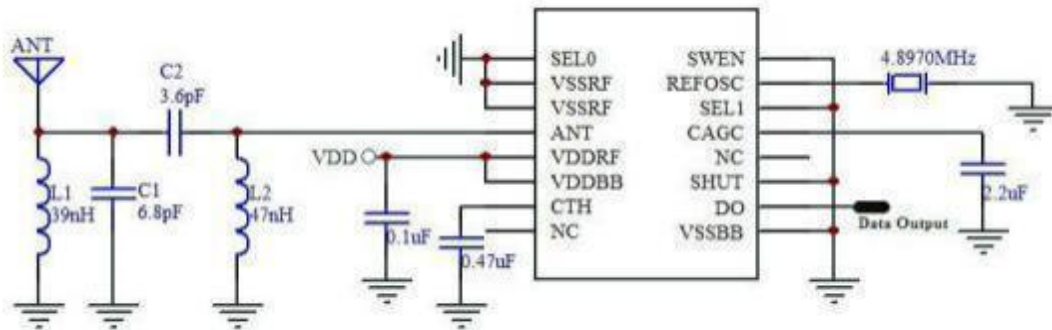 ANT
C2
3.6pF
L1
39nH
C1
6.8pF
L2
47nH
VDD
0.1uF
0.47uF
SEL0
VSSRF
VSSRF
ANT
VDDRF
VDDBB
CTH
NC
SWEN
REFOSC
SEL1
CAGC
NC
SHUT
DO
VSSBB
4.8970MHz
2.2uF
Data Output